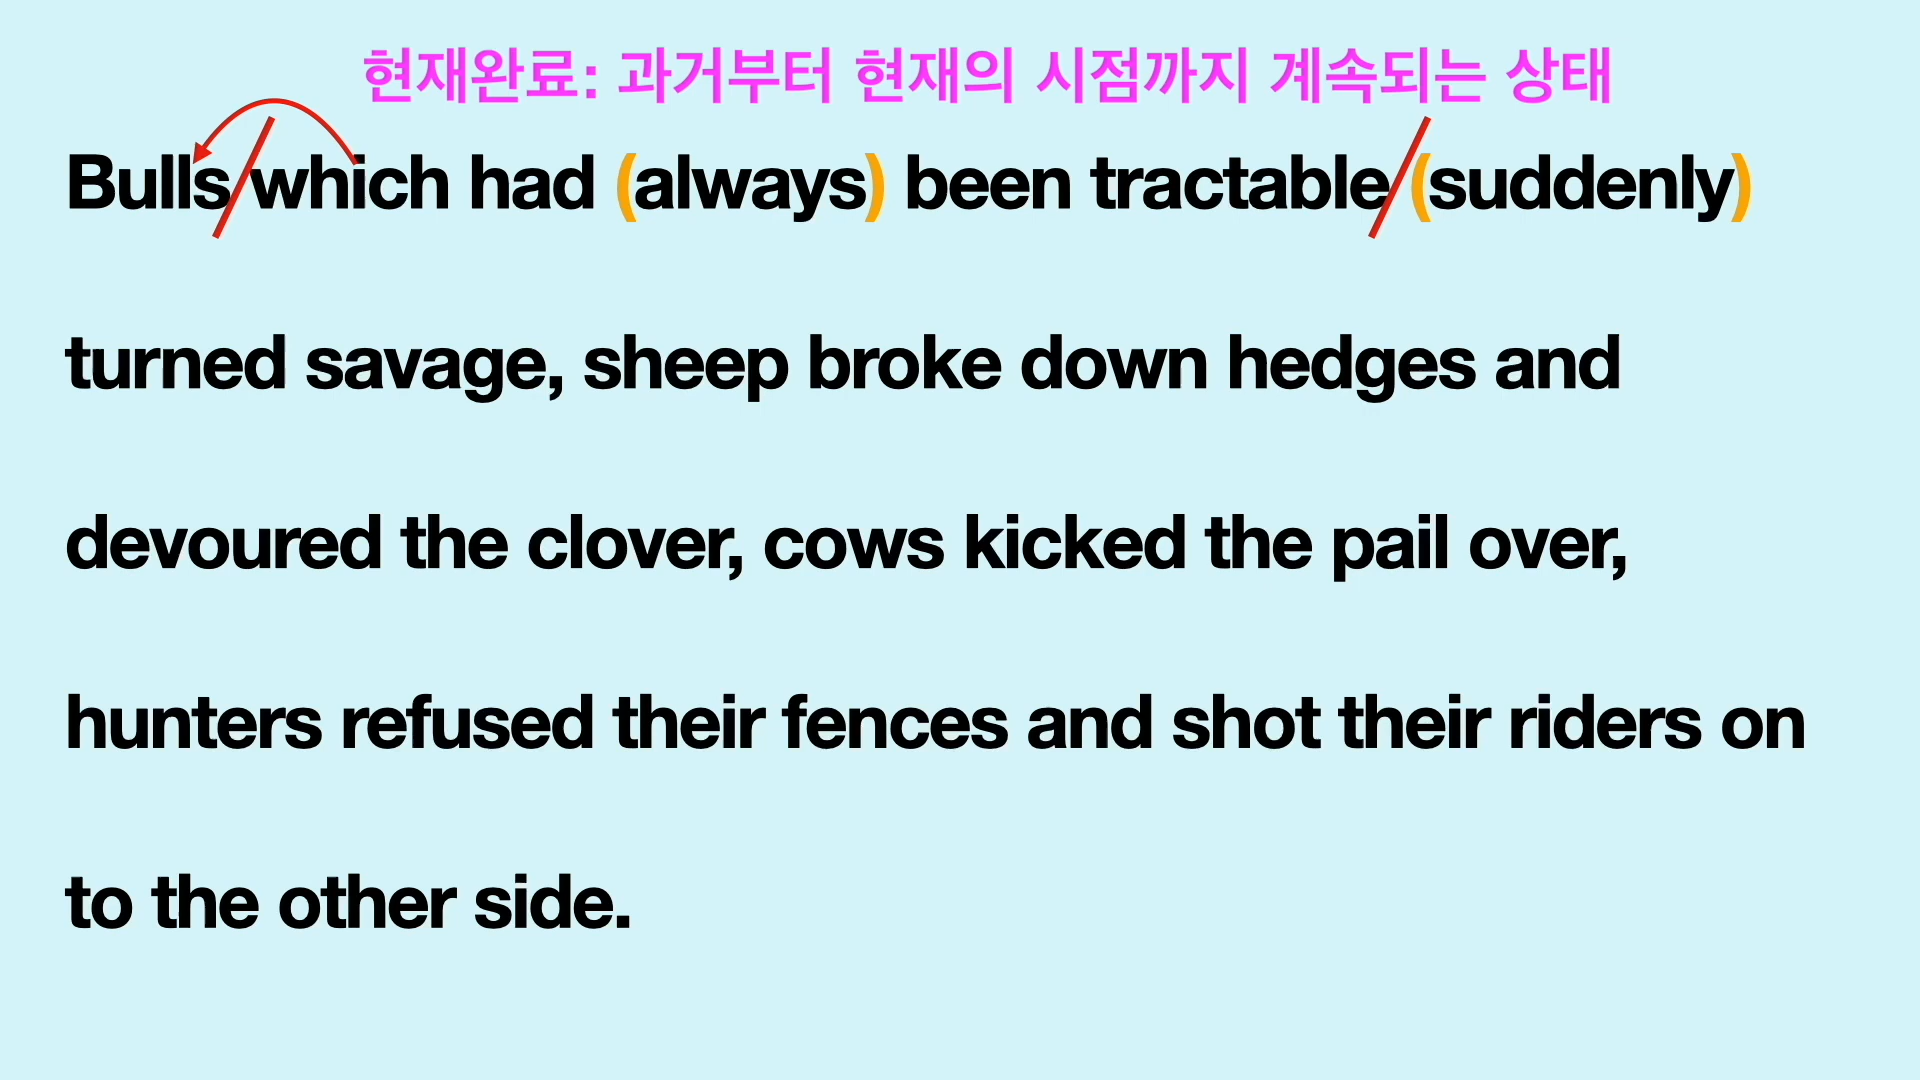 현재완료: 과거부터 현재의 시점까지 계속되는 상태
Bulls which had (always) been tractable (suddenly)
turned savage, sheep broke down hedges and
devoured the clover, cows kicked the pail over,
hunters refused their fences and shot their riders on
to the other side.